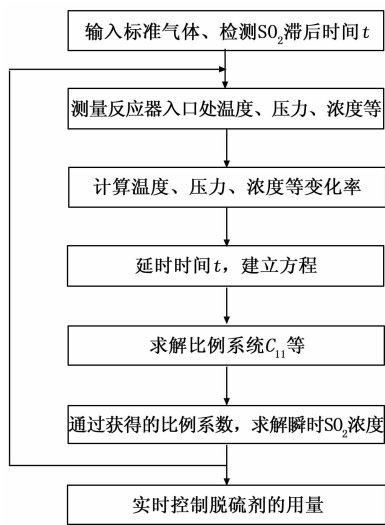 输入标准气体、检测SO₂滞后时间t
测量反应器入口处温度、压力、浓度等
计算温度、压力、浓度等变化率
延时时间t，建立方程
求解比例系统C₁₁等
通过获得的比例系数，求解瞬时SO₂浓度
实时控制脱硫剂的用量